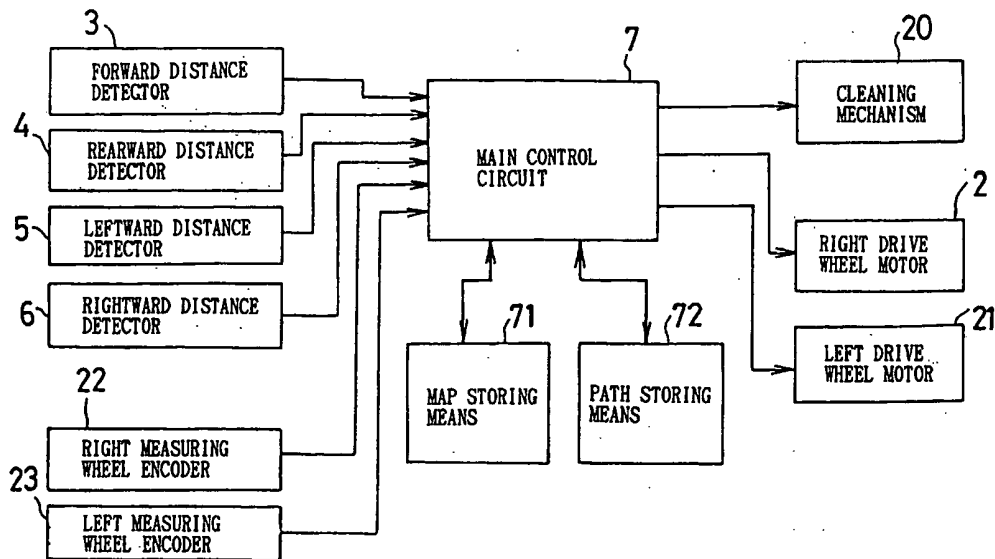 3
FORWARD DISTANCE
DETECTOR
4
REARWARD DISTANCE
DETECTOR
5
LEFTWARD DISTANCE
DETECTOR
6
RIGHTWARD DISTANCE
DETECTOR
22
RIGHT MEASURING
WHEEL ENCODER
23
LEFT MEASURING
WHEEL ENCODER
7
MAIN CONTROL
CIRCUIT
71
MAP STORING
MEANS
72
PATH STORING
MEANS
20
CLEANING
MECHANISM
2
RIGHT DRIVE
WHEEL MOTOR
21
LEFT DRIVE
WHEEL MOTOR